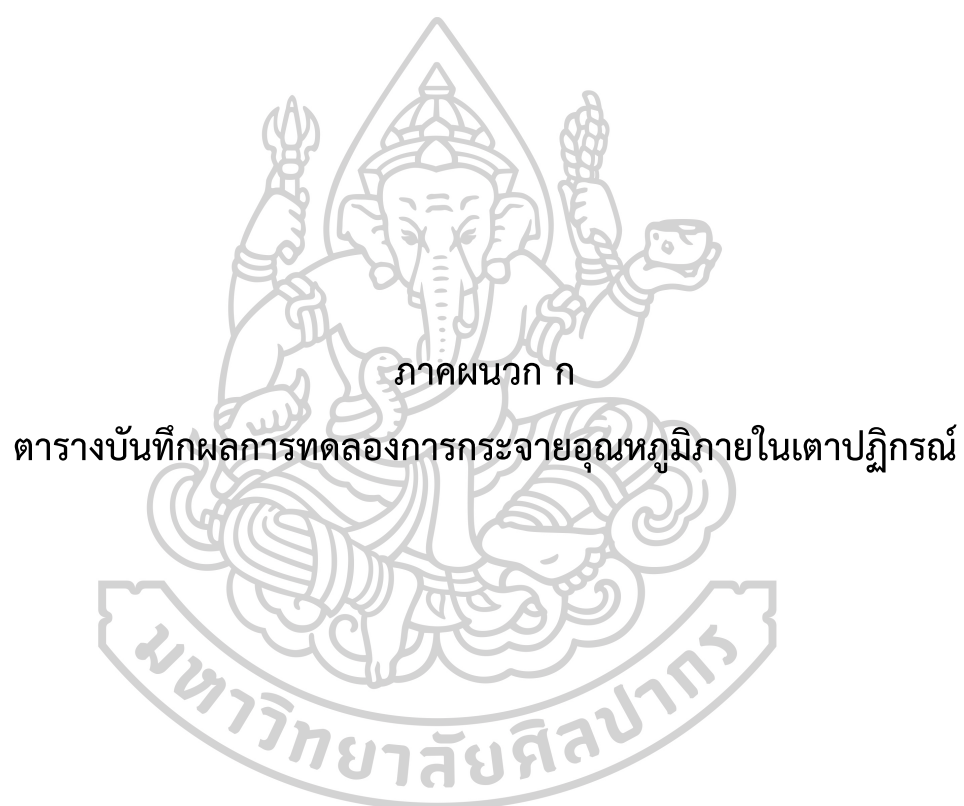 ภาคผนวก ก
ตารางบันทึกผลการทดลองการกระจายอุณหภูมิภายในเตาปฏิกรณ์
มหาวิทยาลัยศิลปากร